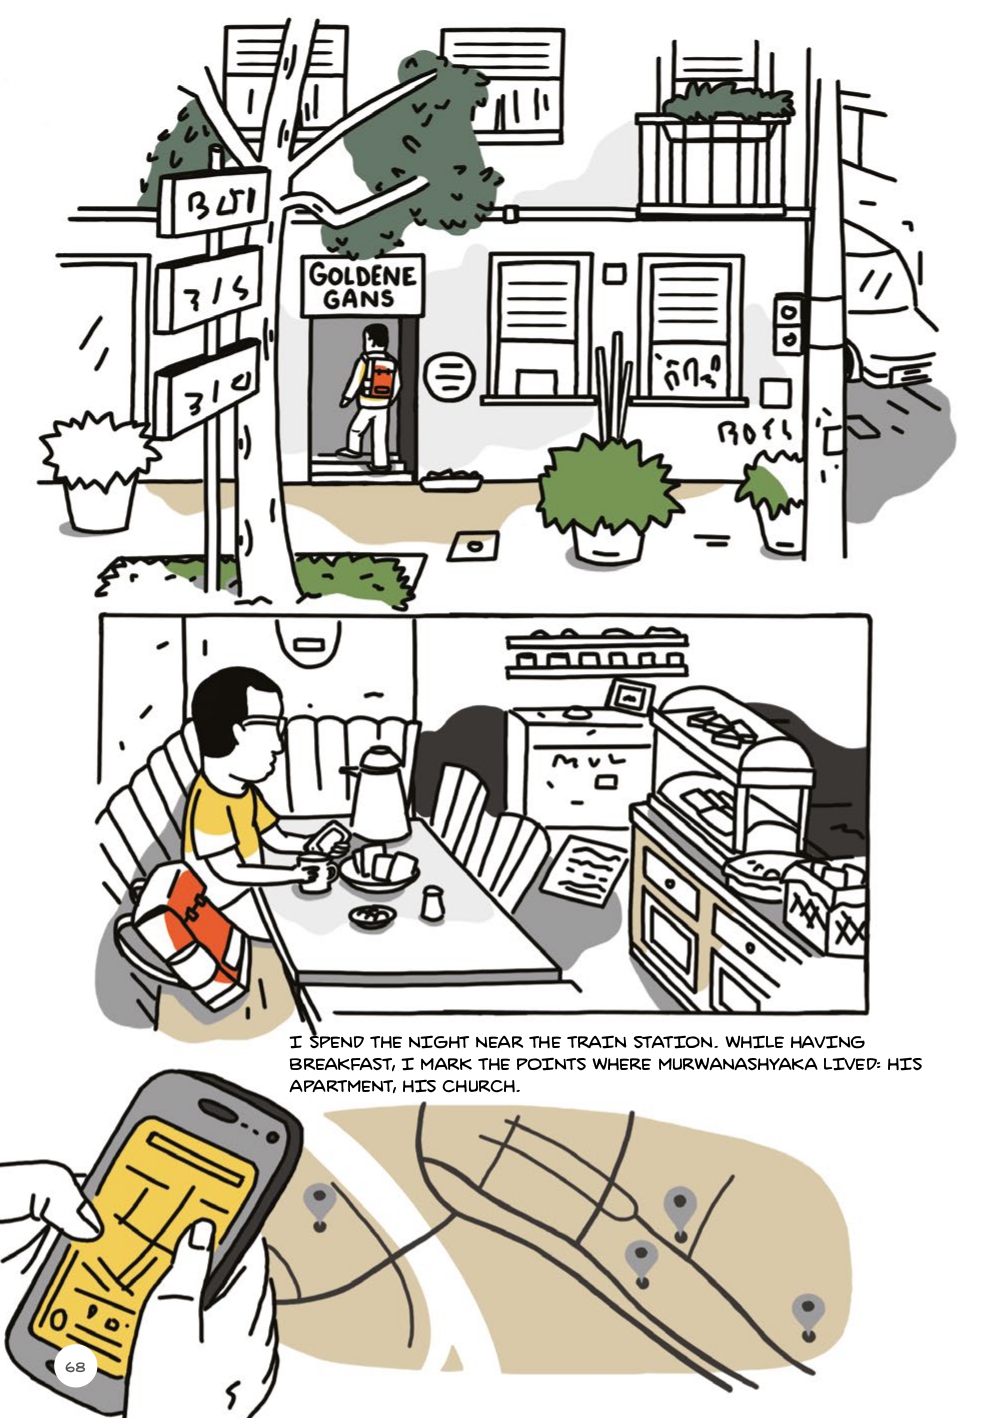 GOLDENE
GANS
I SPEND THE NIGHT NEAR THE TRAIN STATION. WHILE HAVING
BREAKFAST, I MARK THE POINTS WHERE MURWANASHYAKA LIVED: HIS
APARTMENT, HIS CHURCH.
68